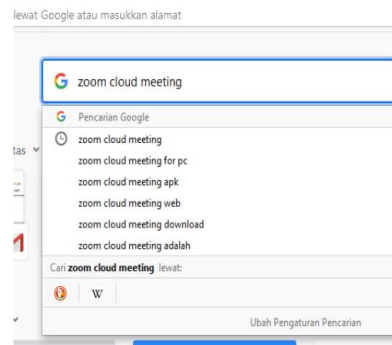 lewat Google atau masukkan alamat
zoom cloud meeting
Pencarian Google
zoom cloud meeting
zoom cloud meeting for pc
tas
zoom cloud meeting apk
zoom cloud meeting web
zoom cloud meeting download
zoom cloud meeting adalah
Cari zoom cloud meeting lewat:
W
Ubah Pengaturan Pencarian